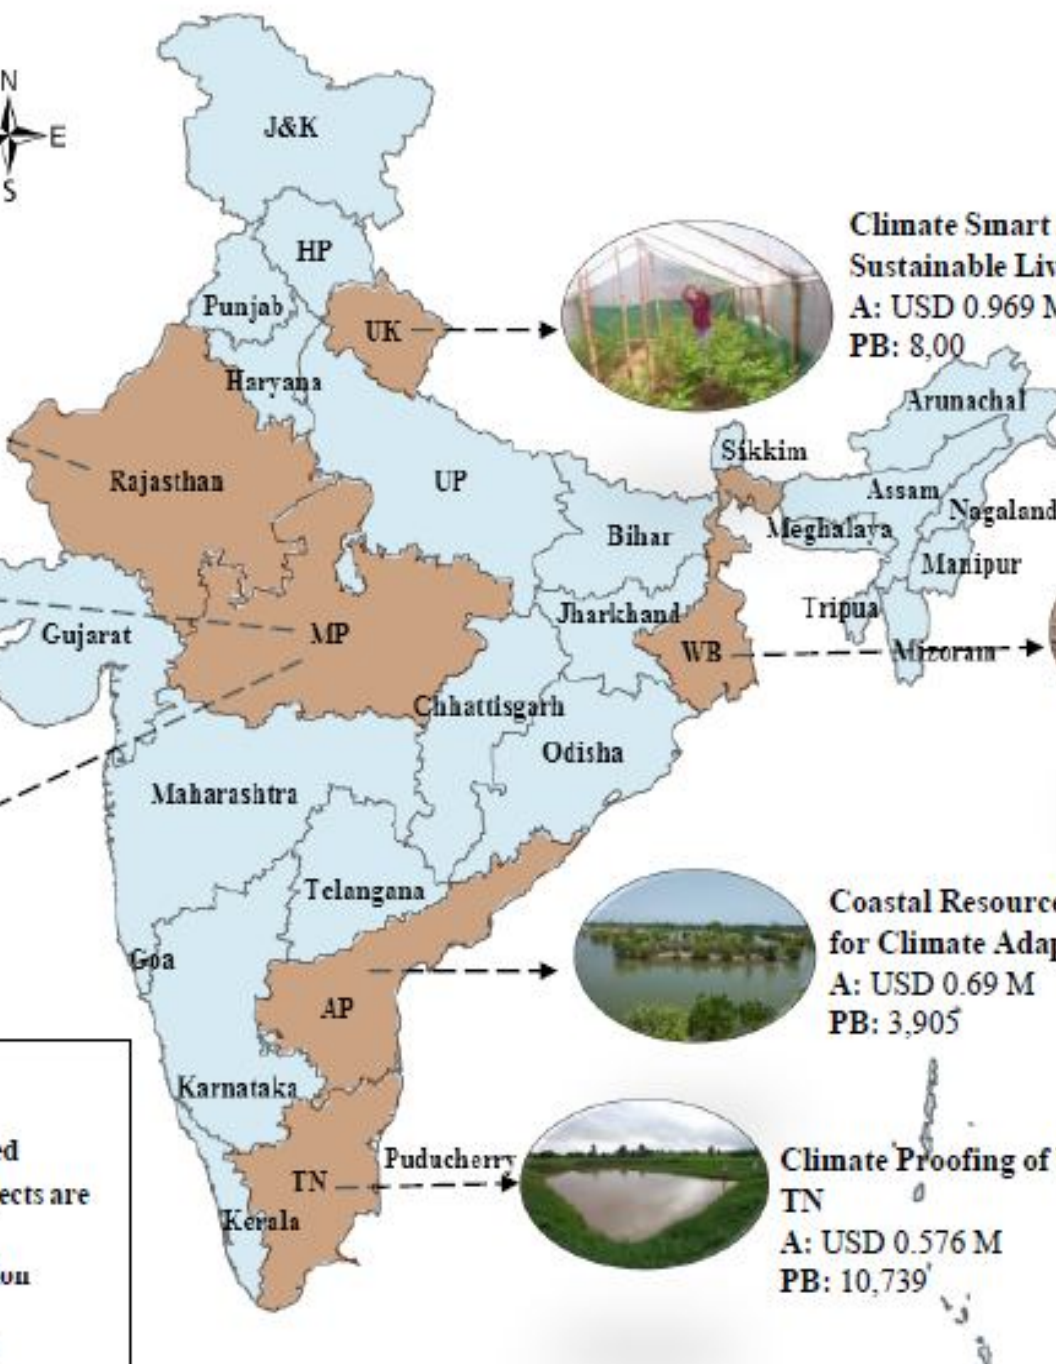 N
E
S
J&K
HP
Punjab
UK
Haryana
Rajasthan
UP
Bihar
Sikkim
Arunachal
Assam
Nagaland
Meghalaya
Manipur
Tripua
Mizoram
Jharkhand
WB
Gujarat
MP
Chhattisgarh
Odisha
Maharashtra
Telangana
Goa
AP
Karnataka
Puducherry
TN
Kerala
Climate Smart
Sustainable Liv
A: USD 0.969 M
PB: 8,00
Coastal Resource
for Climate Adap
A: USD 0.69 M
PB: 3,905
Climate Proofing of
TN
A: USD 0.576 M
PB: 10,739
ed
ects are
on